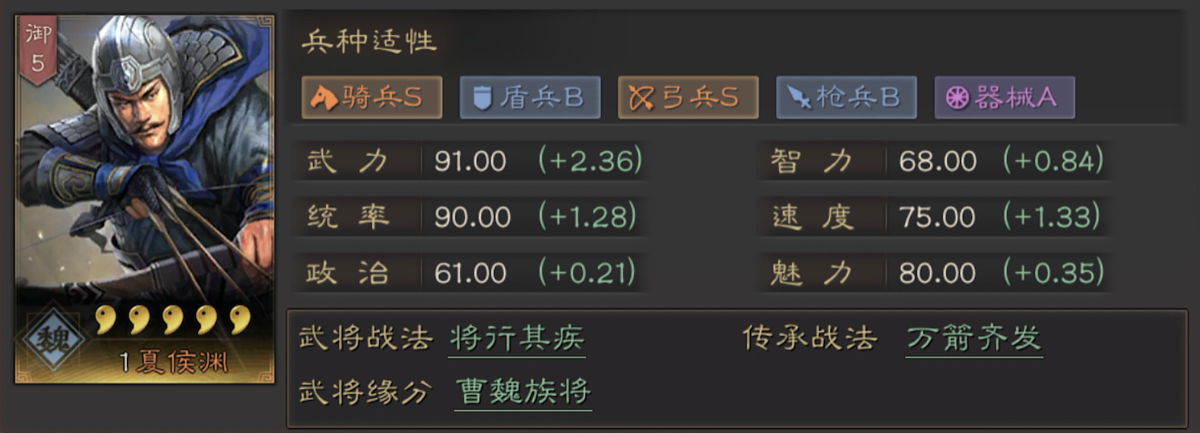 御
5
魏
1夏侯渊
兵种适性
骑兵S 盾兵B 弓兵S 枪兵B 器械A
武力 91.00 (+2.36) 智力 68.00 (+0.84)
统率 90.00 (+1.28) 速度 75.00 (+1.33)
政治 61.00 (+0.21) 魅力 80.00 (+0.35)
武将战法 将行其疾 传承战法 万箭齐发
武将缘分 曹魏族将